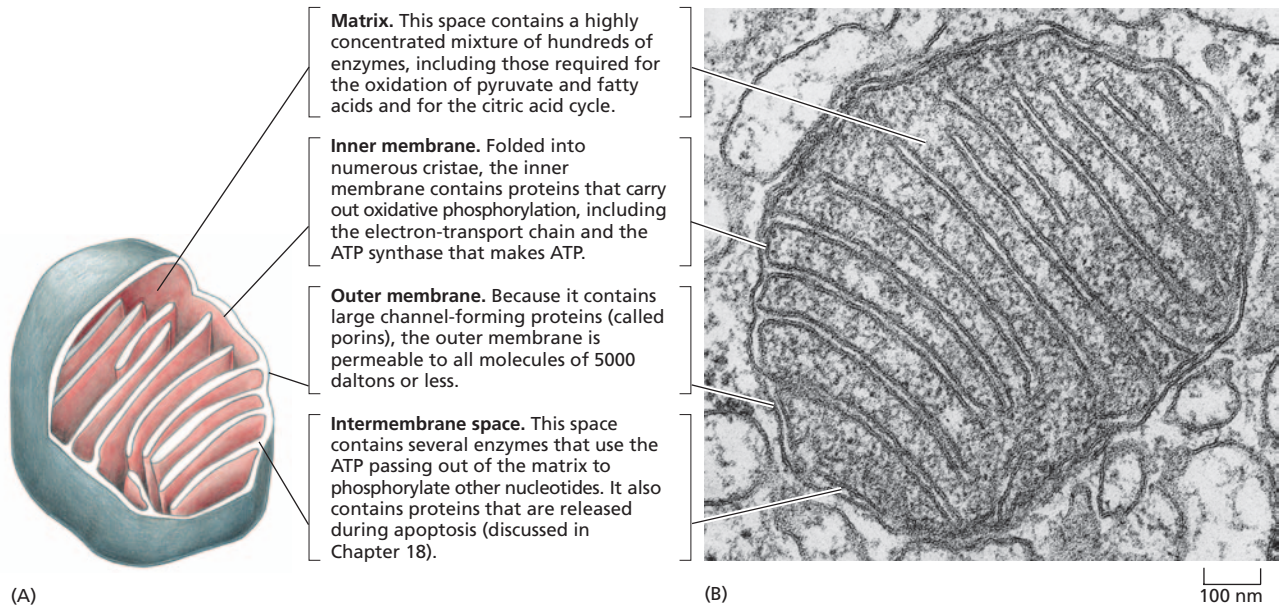 Matrix. This space contains a highly
concentrated mixture of hundreds of
enzymes, including those required for
the oxidation of pyruvate and fatty
acids and for the citric acid cycle.
Inner membrane. Folded into
numerous cristae, the inner
membrane contains proteins that carry
out oxidative phosphorylation, including
the electron-transport chain and the
ATP synthase that makes ATP.
Outer membrane. Because it contains
large channel-forming proteins (called
porins), the outer membrane is
permeable to all molecules of 5000
daltons or less.
Intermembrane space. This space
contains several enzymes that use the
ATP passing out of the matrix to
phosphorylate other nucleotides. It also
contains proteins that are released
during apoptosis (discussed in
Chapter 18).
(A)
(B)
100 nm